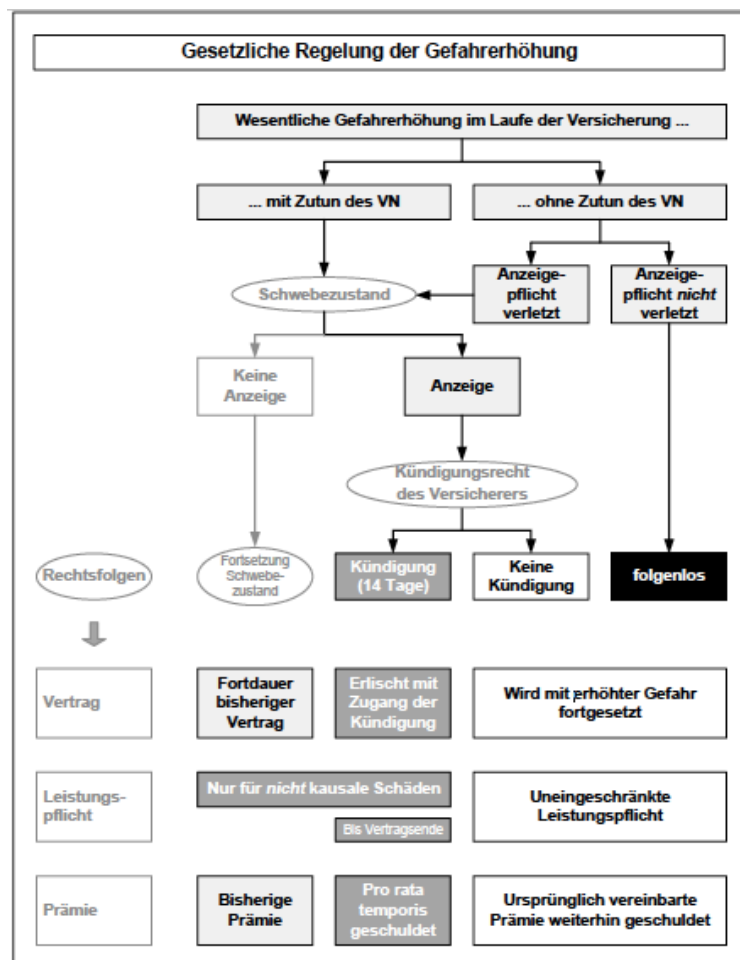 Gesetzliche Regelung der Gefahrerhöhung
Wesentliche Gefahrerhöhung im Laufe der Versicherung ...
... mit Zutun des VN
... ohne Zutun des VN
Schwebezustand
Anzeige-
pflicht
verletzt
Anzeige-
pflicht nicht
verletzt
Keine
Anzeige
Anzeige
Kündigungsrecht
des Versicherers
Rechtsfolgen
Fortsetzung
Schwebe-
zustand
Kündigung
(14 Tage)
Keine
Kündigung
folgenlos
Vertrag
Fortdauer
bisheriger
Vertrag
Erlischt mit
Zugang der
Kündigung
Wird mit erhöhter Gefahr
fortgesetzt
Leistungs-
pflicht
Nur für nicht kausale Schäden
Bis Vertragsende
Uneingeschränkte
Leistungspflicht
Prämie
Bisherige
Prämie
Pro rata
temporis
geschuldet
Ursprünglich vereinbarte
Prämie weiterhin geschuldet